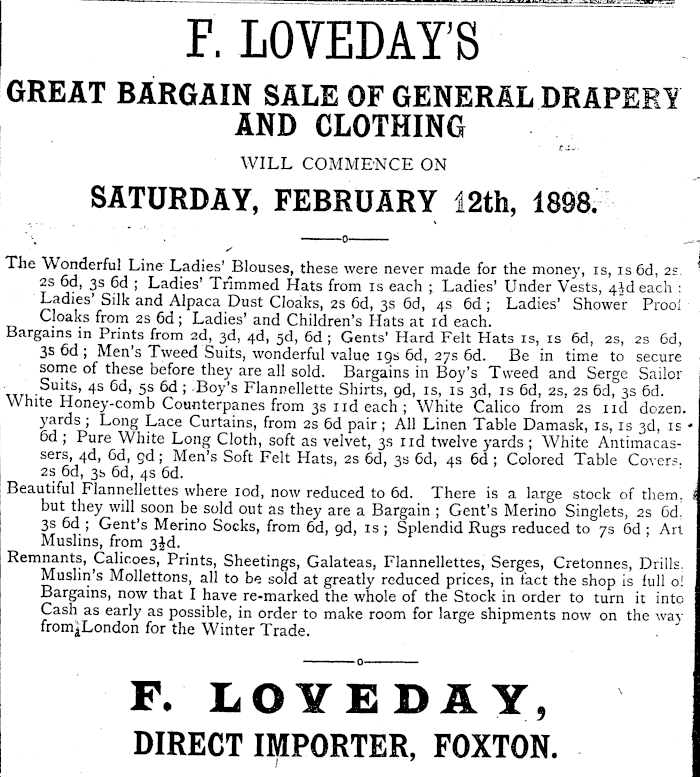 F. LOVEDAY'S
GREAT BARGAIN SALE OF GENERAL DRAPERY
AND CLOTHING
WILL COMMENCE ON
SATURDAY, FEBRUARY 12th, 1898.
The Wonderful Line Ladies' Blouses, these were never made for the money, 1s, 1s 6d, 2s.
2s 6d, 3s 6d ; Ladies' Trimmed Hats from 1s each ; Ladies' Under Vests, 4½d each :
Ladies' Silk and Alpaca Dust Cloaks, 2s 6d, 3s 6d, 4s 6d ; Ladies' Shower Proof
Cloaks from 2s 6d ; Ladies' and Children's Hats at 1d each.
Bargains in Prints from 2d, 3d, 4d, 5d, 6d ; Gents' Hard Felt Hats 1s, 1s 6d, 2s, 2s 6d,
3s 6d ; Men's Tweed Suits, wonderful value 19s 6d, 27s 6d. Be in time to secure
some of these before they are all sold. Bargains in Boy's Tweed and Serge Sailor
Suits, 4s 6d, 5s 6d ; Boy's Flannellette Shirts, 9d, 1s, 1s 3d, 1s 6d, 2s, 2s 6d, 3s 6d.
White Honey-comb Counterpanes from 3s 11d each ; White Calico from 2s 11d dozen.
yards ; Long Lace Curtains, from 2s 6d pair ; All Linen Table Damask, 1s, 1s 3d, 1s
6d ; Pure White Long Cloth, soft as velvet, 3s 11d twelve yards ; White Antimacas-
sers, 4d, 6d, 9d ; Men's Soft Felt Hats, 2s 6d, 3s 6d, 4s 6d ; Colored Table Covers,
2s 6d, 3s 6d, 4s 6d.
Beautiful Flannellettes where 10d, now reduced to 6d. There is a large stock of them,
but they will soon be sold out as they are a Bargain ; Gent's Merino Singlets, 2s 6d,
3s 6d ; Gent's Merino Socks, from 6d, 9d, 1s ; Splendid Rugs reduced to 7s 6d ; Art
Muslins, from 3½d.
Remnants, Calicoes, Prints, Sheetings, Galateas, Flannellettes, Serges, Cretonnes, Drills,
Muslin's Mollettons, all to be sold at greatly reduced prices, in fact the shop is full of
Bargains, now that I have re-marked the whole of the Stock in order to turn it into
Cash as early as possible, in order to make room for large shipments now on the way
from London for the Winter Trade.
F. LOVEDAY,
DIRECT IMPORTER, FOXTON.